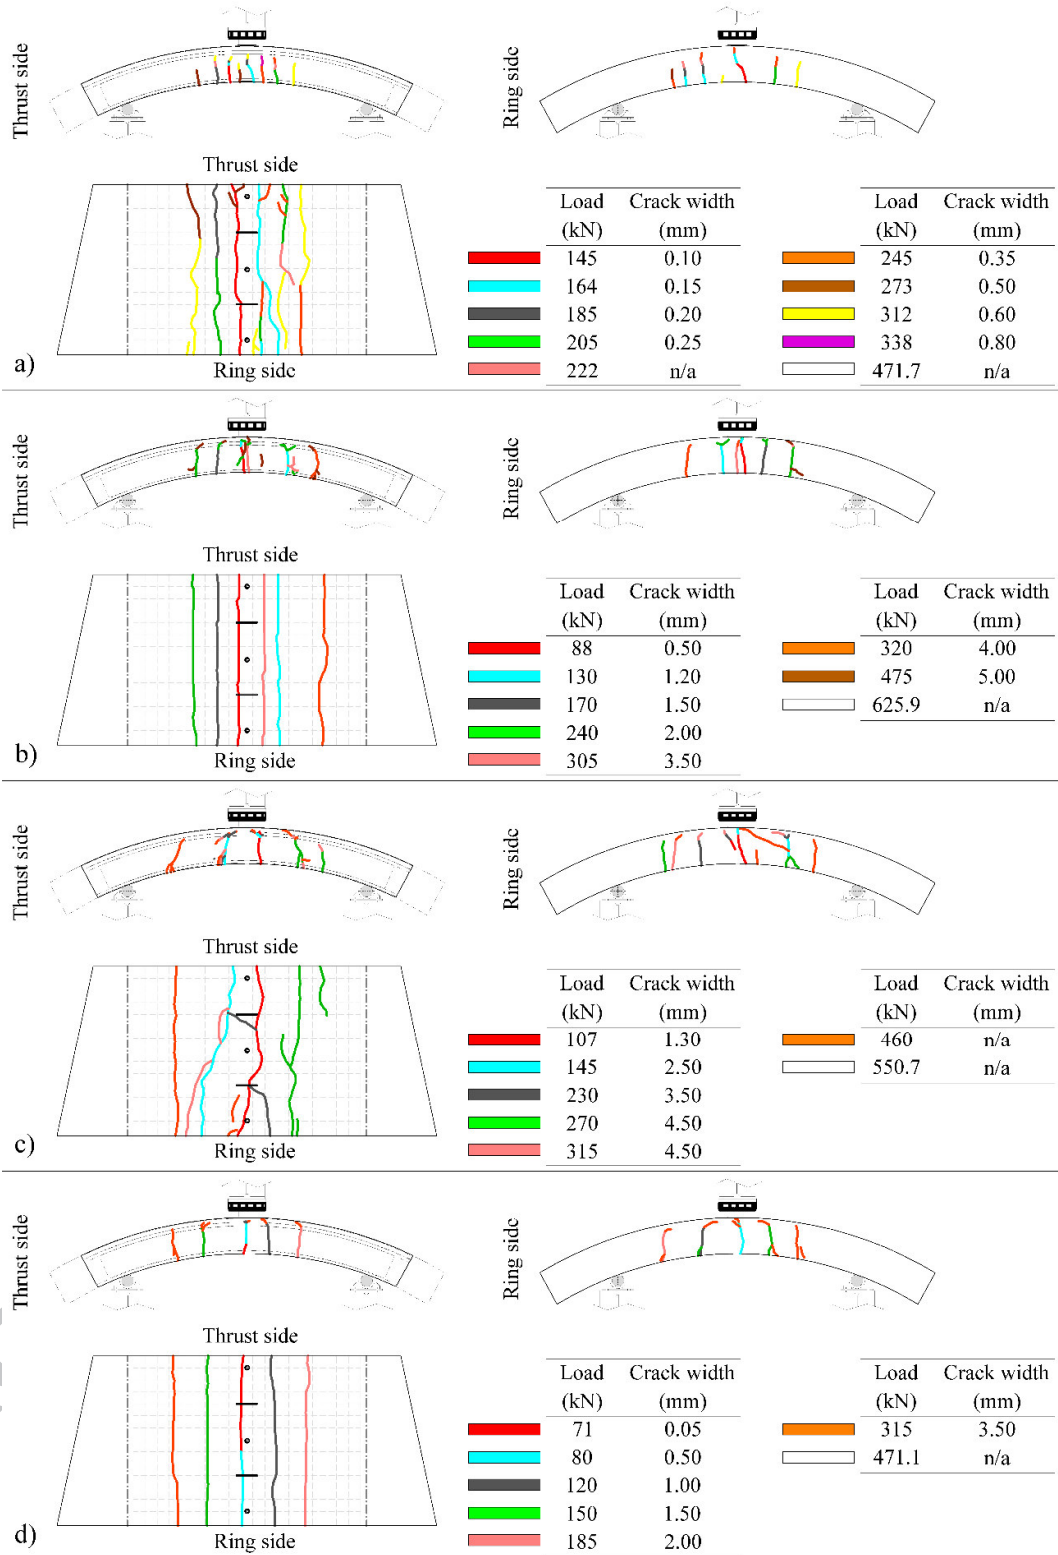 Thrust side
Ring side
Thrust side
Load Crack width Load Crack width
(kN) (mm) (kN) (mm)
145 0.10 245 0.35
164 0.15 273 0.50
185 0.20 312 0.60
205 0.25 338 0.80
222 n/a 471.7 n/a
a)
Ring side
Thrust side
Ring side
Thrust side
Load Crack width Load Crack width
(kN) (mm) (kN) (mm)
88 0.50 320 4.00
130 1.20 475 5.00
170 1.50 625.9 n/a
240 2.00
305 3.50
b)
Ring side
Thrust side
Ring side
Thrust side
Load Crack width Load Crack width
(kN) (mm) (kN) (mm)
107 1.30 460 n/a
145 2.50 550.7 n/a
230 3.50
270 4.50
315 4.50
c)
Ring side
Thrust side
Ring side
Thrust side
Load Crack width Load Crack width
(kN) (mm) (kN) (mm)
71 0.05 315 3.50
80 0.50 471.1 n/a
120 1.00
150 1.50
185 2.00
d)
Ring side